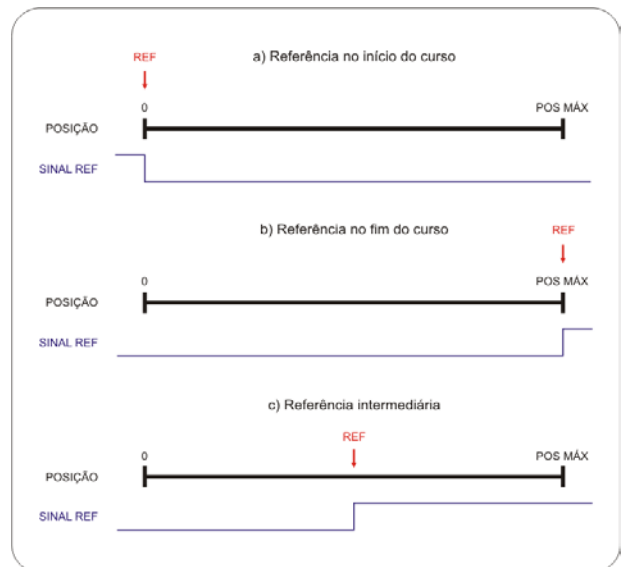 a) Referência no início do curso
REF
0 POS MÁX
POSIÇÃO
SINAL REF
b) Referência no fim do curso
REF
0 POS MÁX
POSIÇÃO
SINAL REF
c) Referência intermediária
REF
0 POS MÁX
POSIÇÃO
SINAL REF